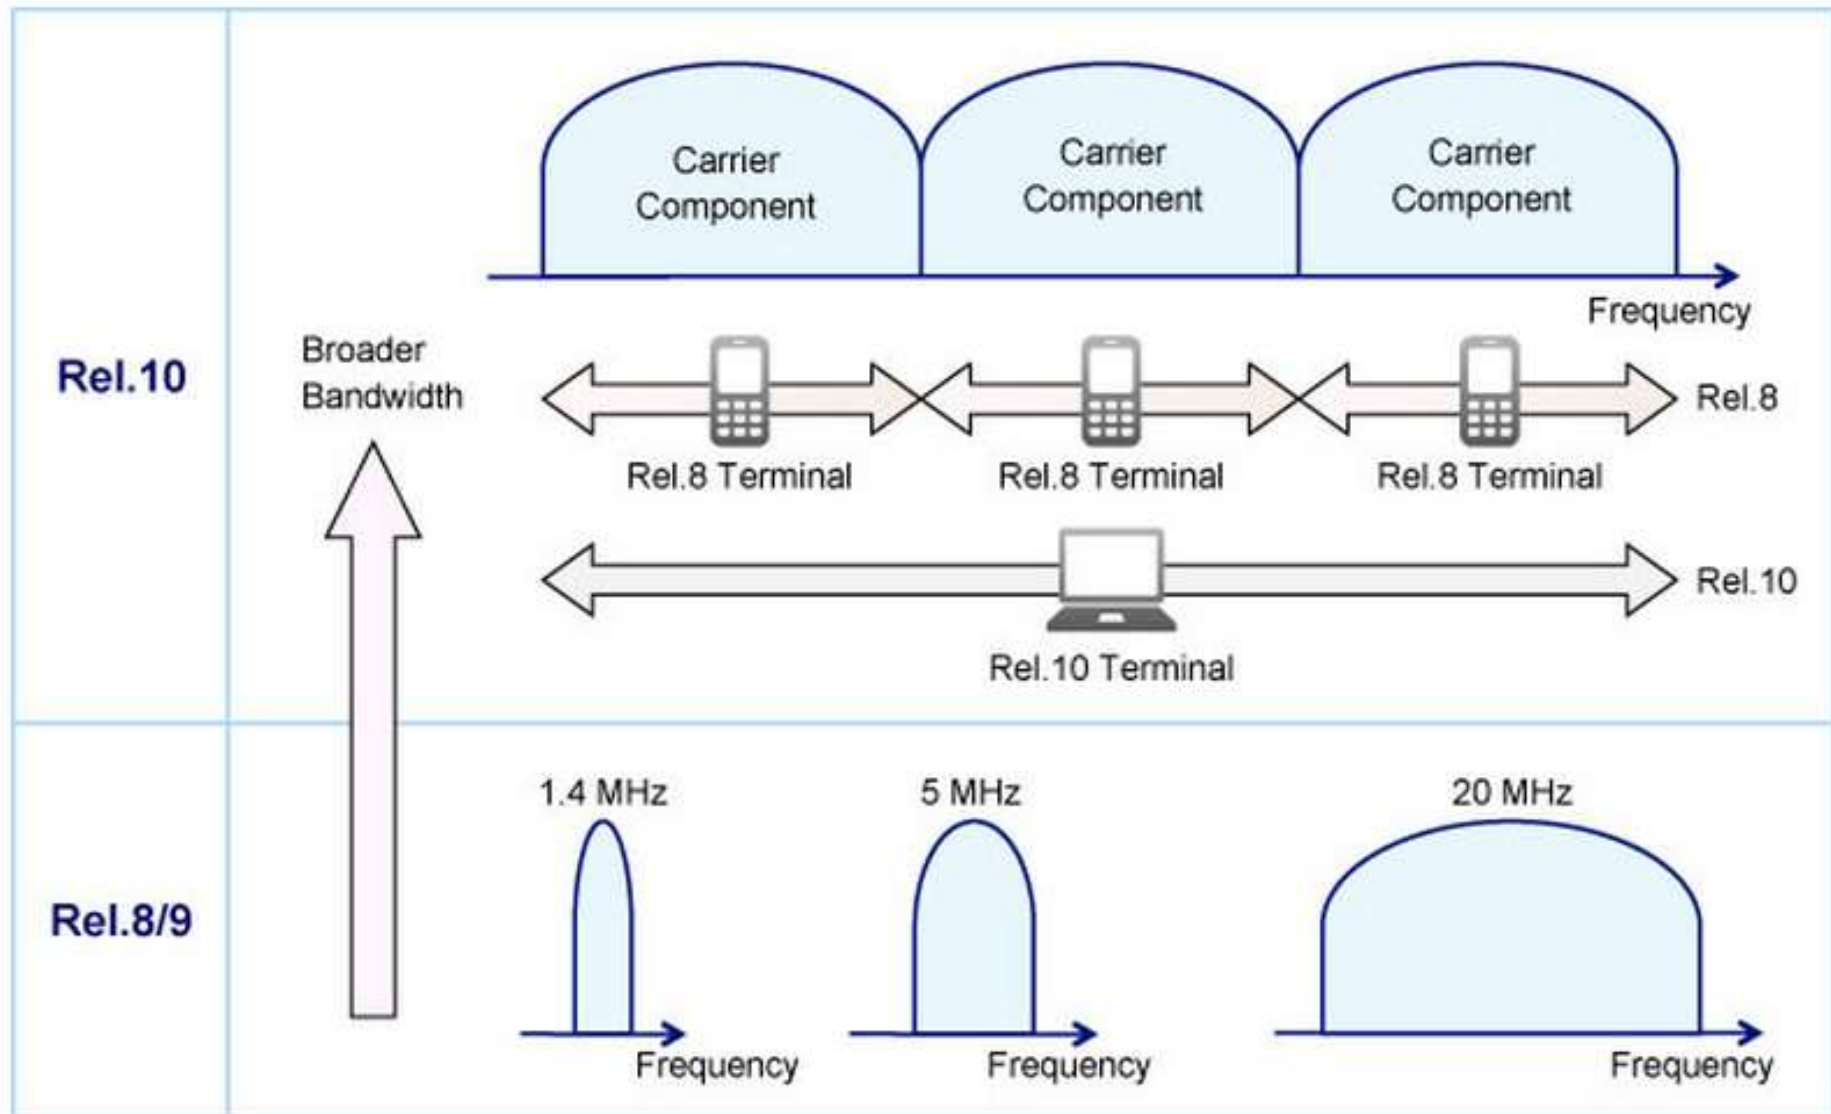 Rel.10
Carrier
Component
Carrier
Component
Carrier
Component
Frequency
Broader
Bandwidth
Rel.8
Rel.8 Terminal
Rel.8 Terminal
Rel.8 Terminal
Rel.10
Rel.10 Terminal
Rel.8/9
1.4 MHz
5 MHz
20 MHz
Frequency
Frequency
Frequency